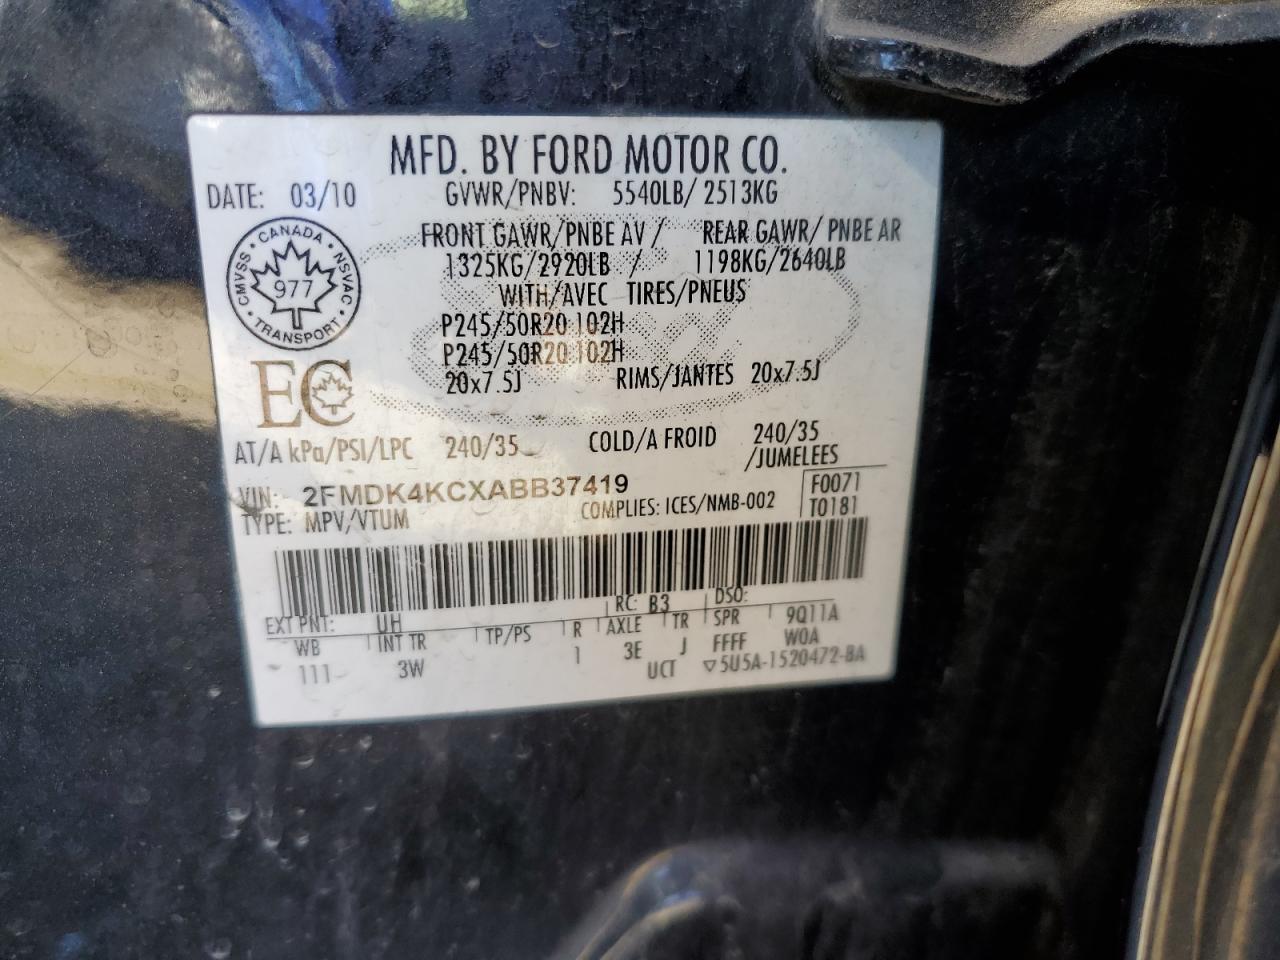 MFD. BY FORD MOTOR CO.
DATE: 03/10 GVWR/PNBV: 5540LB/ 2513KG
CANADA
CMVSS NSVAC
977
TRANSPORT
FRONT GAWR/PNBE AV / REAR GAWR/ PNBE AR
1325KG/2920LB / 1198KG/2640LB
WITH/AVEC TIRES/PNEUS
P245/50R20 102H
P245/50R20 102H
EC
20x7.5J RIMS/JANTES 20x7.5J
AT/A kPa/PSI/LPC 240/35 COLD/A FROID 240/35
/JUMELEES
VIN: 2FMDK4KCXABB37419 F0071
TYPE: MPV/VTUM COMPLIES: ICES/NMB-002 T0181
RC: B3 DSO:
EXT PNT: UH
WB INT TR TP/PS R AXLE TR SPR 9Q11A
111 3W 1 3E J FFFF W0A
UCT ▽5U5A-1520472-BA